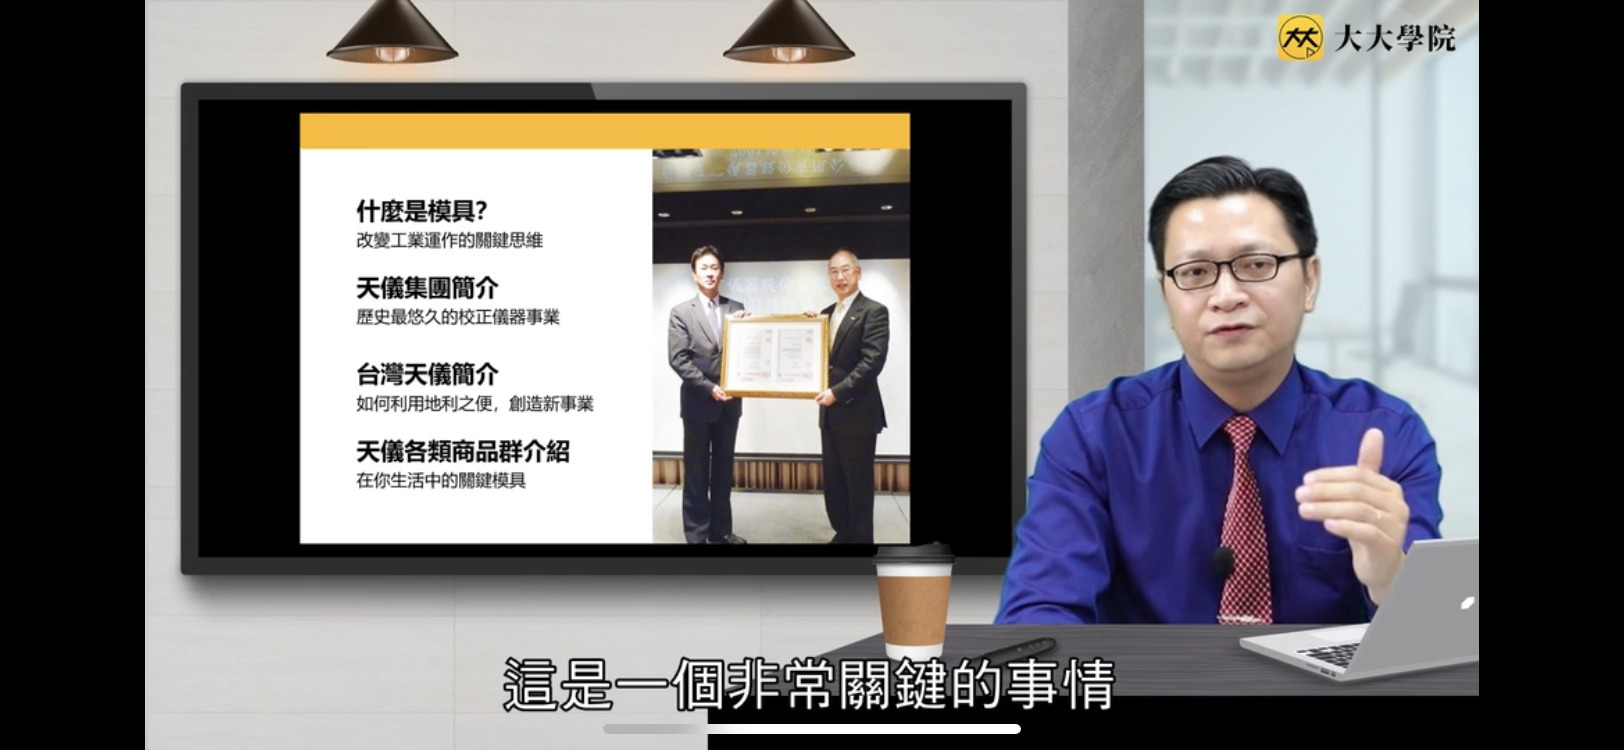 大大學院
什麼是模具?
改變工業運作的關鍵思維
天儀集團簡介
歷史最悠久的校正儀器事業
台灣天儀簡介
如何利用地利之便，創造新事業
天儀各類商品群介紹
在你生活中的關鍵模具
這是一個非常關鍵的事情